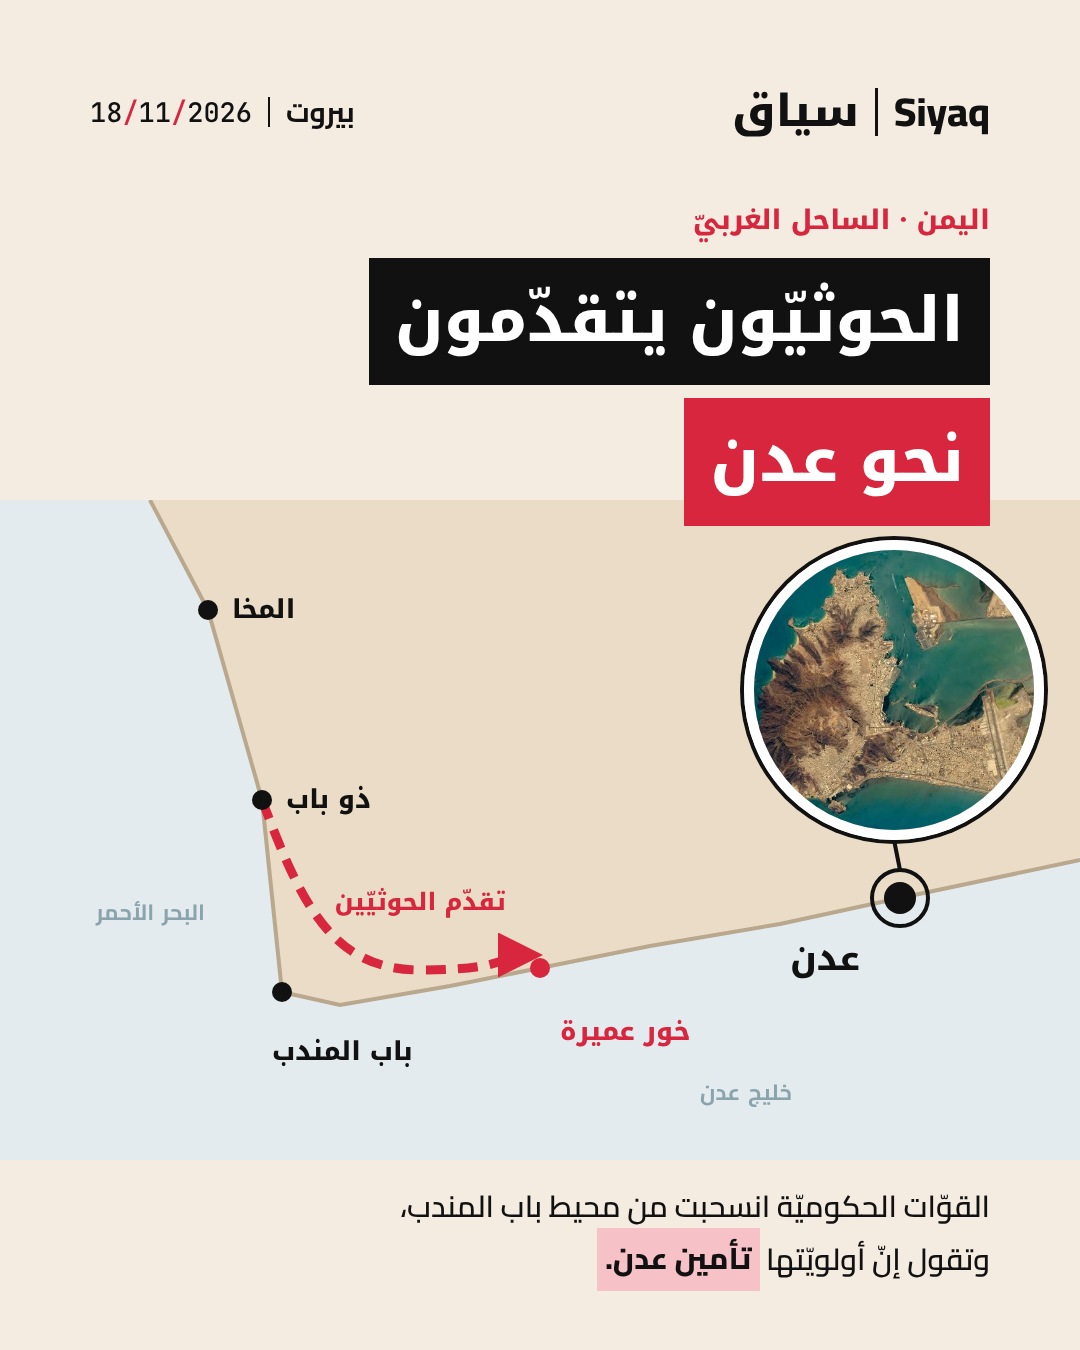 Siyaq | سياق
بيروت | 18/11/2026
اليمن · الساحل الغربيّ
الحوثيّون يتقدّمون
نحو عدن
المخا
ذو باب
تقدّم الحوثيّين
البحر الأحمر
عدن
خور عميرة
باب المندب
خليج عدن
القوّات الحكوميّة انسحبت من محيط باب المندب،
وتقول إنّ أولويّتها تأمين عدن.